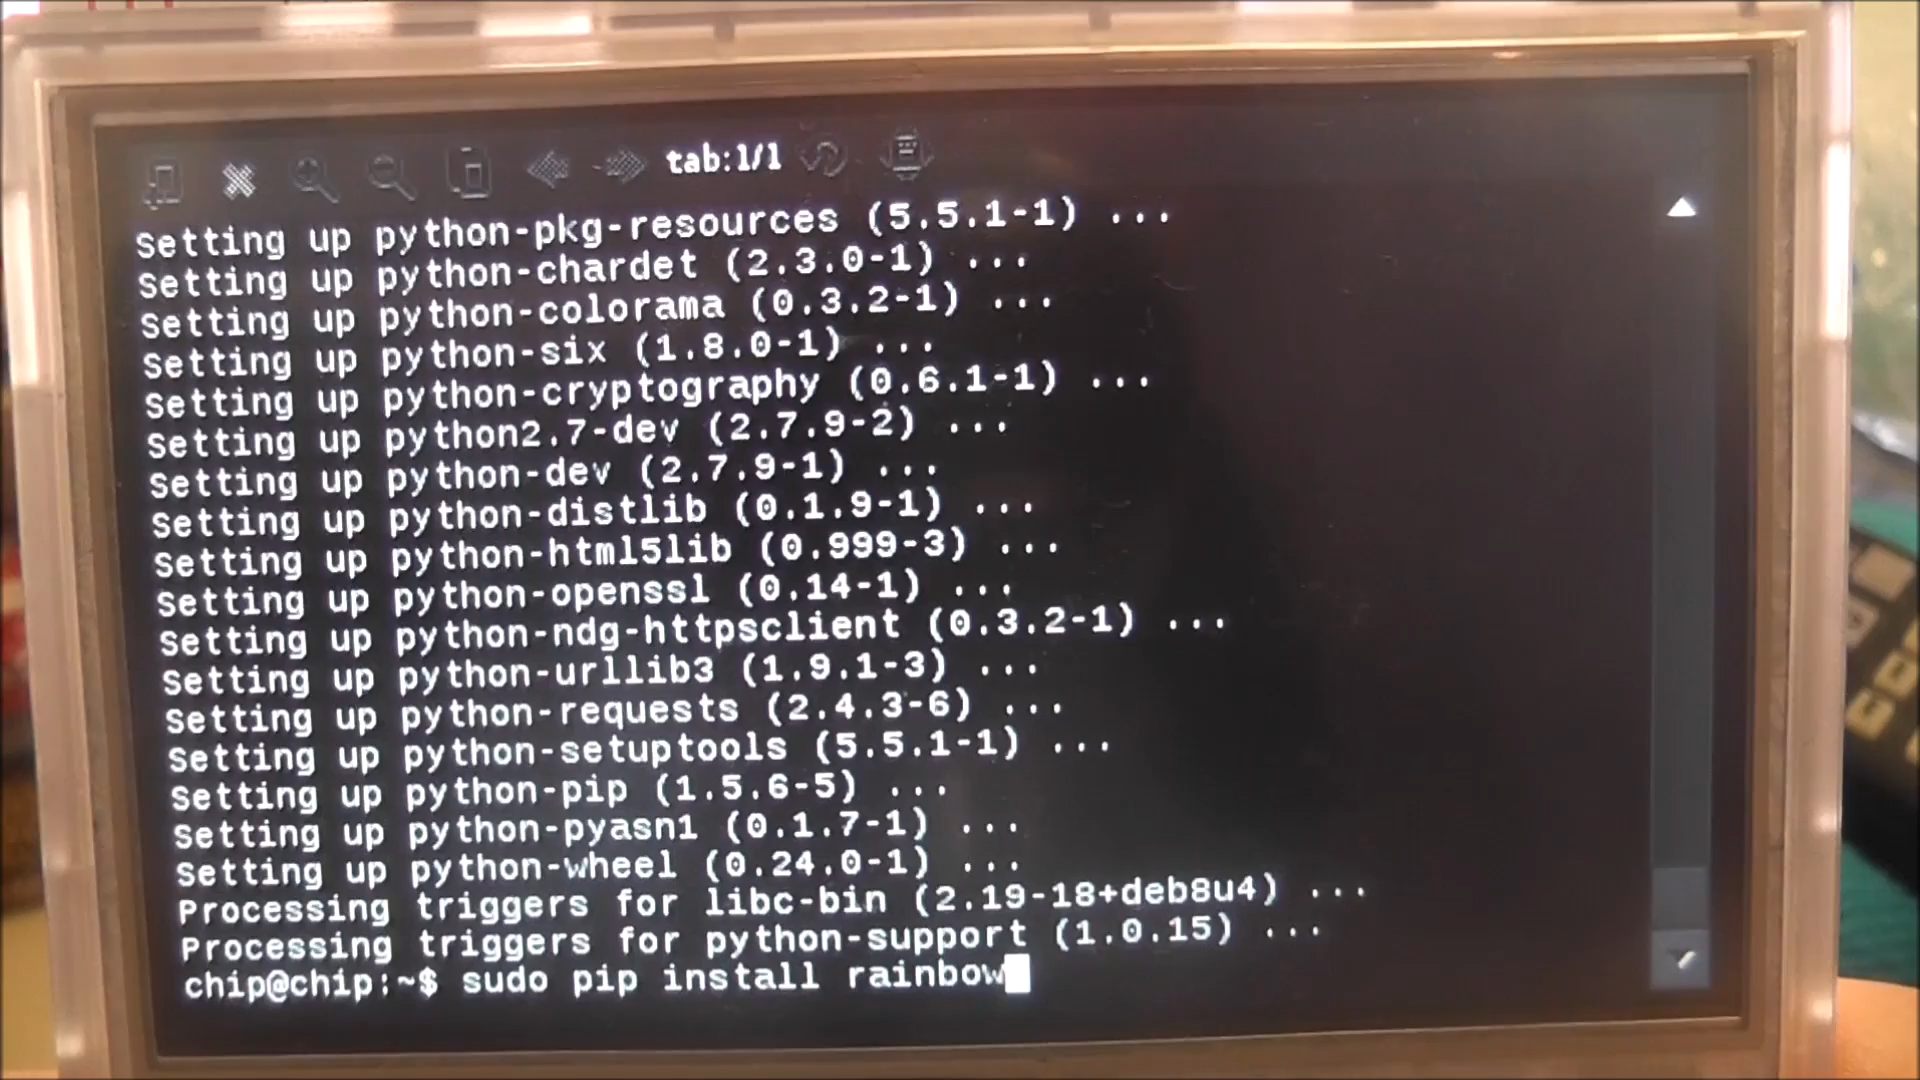 tab:1/1
Setting up python-pkg-resources (5.5.1-1) ...
Setting up python-chardet (2.3.0-1) ...
Setting up python-colorama (0.3.2-1) ...
Setting up python-six (1.8.0-1) ...
Setting up python-cryptography (0.6.1-1) ...
Setting up python2.7-dev (2.7.9-2) ...
Setting up python-dev (2.7.9-1) ...
Setting up python-distlib (0.1.9-1) ...
Setting up python-html5lib (0.999-3) ...
Setting up python-openssl (0.14-1) ...
Setting up python-ndg-httpsclient (0.3.2-1) ...
Setting up python-urllib3 (1.9.1-3) ...
Setting up python-requests (2.4.3-6) ...
Setting up python-setuptools (5.5.1-1) ...
Setting up python-pip (1.5.6-5) ...
Setting up python-pyasn1 (0.1.7-1) ...
Setting up python-wheel (0.24.0-1) ...
Processing triggers for libc-bin (2.19-18+deb8u4) ...
Processing triggers for python-support (1.0.15) ...
chip@chip:~$ sudo pip install rainbow